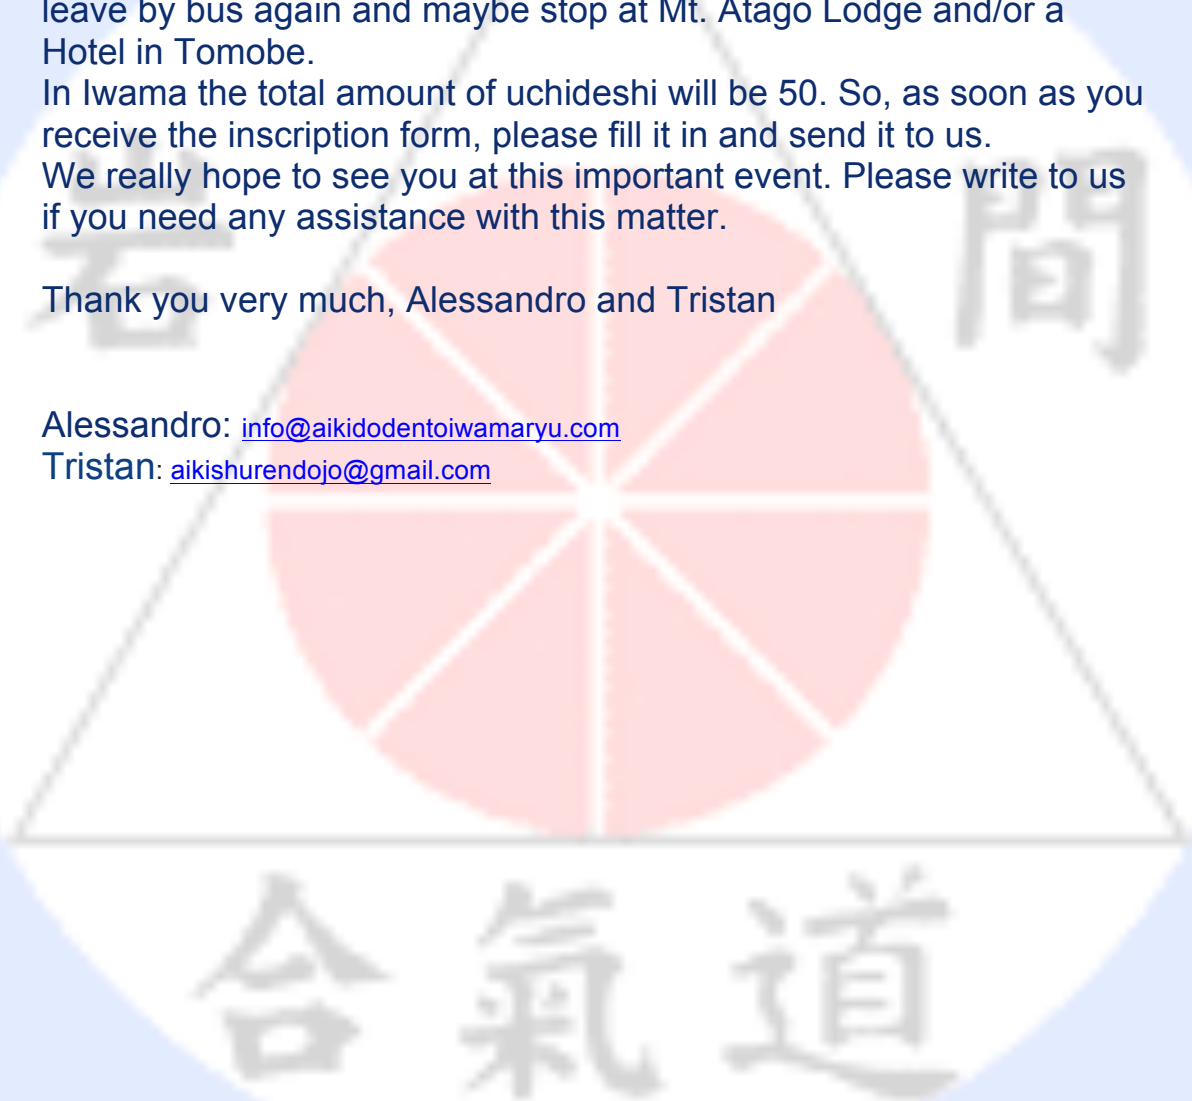 leave by bus again and maybe stop at Mt. Atago Lodge and/or a
Hotel in Tomobe.
In Iwama the total amount of uchideshi will be 50. So, as soon as you
receive the inscription form, please fill it in and send it to us.
We really hope to see you at this important event. Please write to us
if you need any assistance with this matter.
岩 間
Thank you very much, Alessandro and Tristan
Alessandro: info@aikidodentoiwamaryu.com
Tristan: aikishurendojo@gmail.com
合氣道